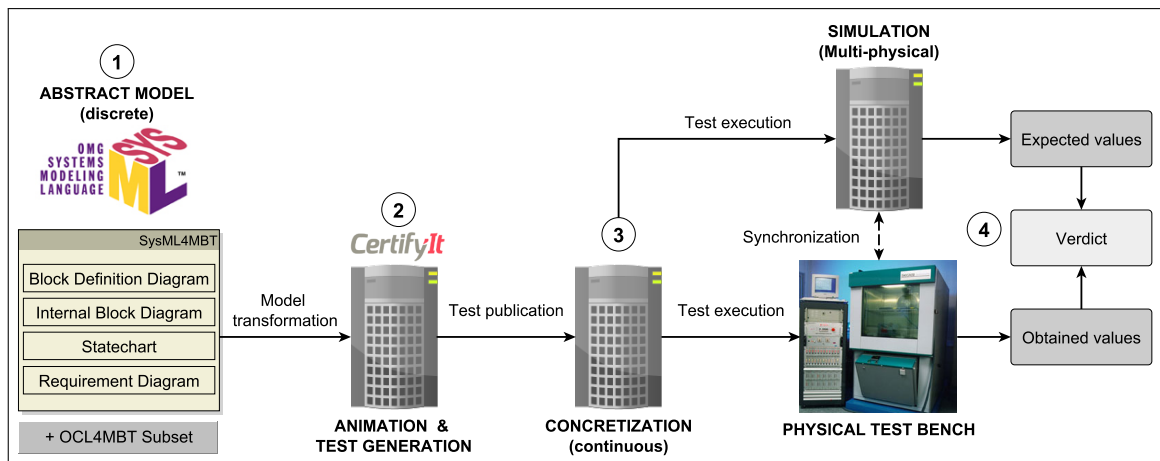 1
ABSTRACT MODEL
(discrete)
OMG
SYSTEMS
MODELING
LANGUAGE
SYS
ML™
SysML4MBT
Block Definition Diagram
Internal Block Diagram
Statechart
Requirement Diagram
+ OCL4MBT Subset
Model
transformation
2
CertifyIt
ANIMATION &
TEST GENERATION
Test publication
3
CONCRETIZATION
(continuous)
Test execution
Test execution
SIMULATION
(Multi-physical)
Synchronization
PHYSICAL TEST BENCH
4
Expected values
Verdict
Obtained values